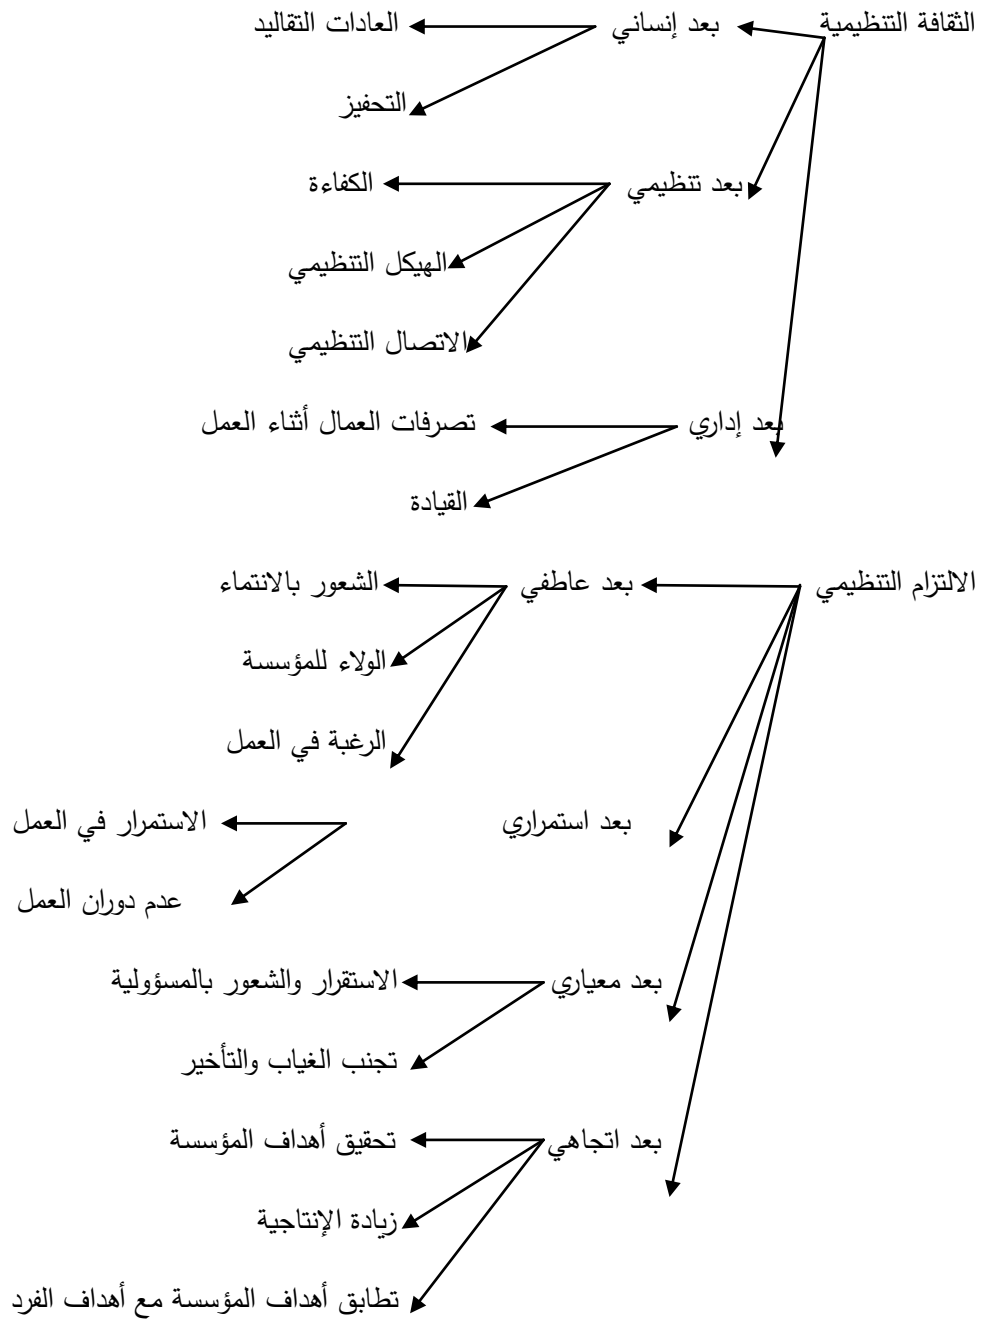 الثقافة التنظيمية بعد إنساني العادات التقاليد
التحفيز
بعد تنظيمي الكفاءة
الهيكل التنظيمي
الاتصال التنظيمي
بعد إداري تصرفات العمال أثناء العمل
القيادة
الالتزام التنظيمي بعد عاطفي الشعور بالانتماء
الولاء للمؤسسة
الرغبة في العمل
بعد استمراري الاستمرار في العمل
عدم دوران العمل
بعد معياري الاستقرار والشعور بالمسؤولية
تجنب الغياب والتأخير
بعد اتجاهي تحقيق أهداف المؤسسة
زيادة الإنتاجية
تطابق أهداف المؤسسة مع أهداف الفرد